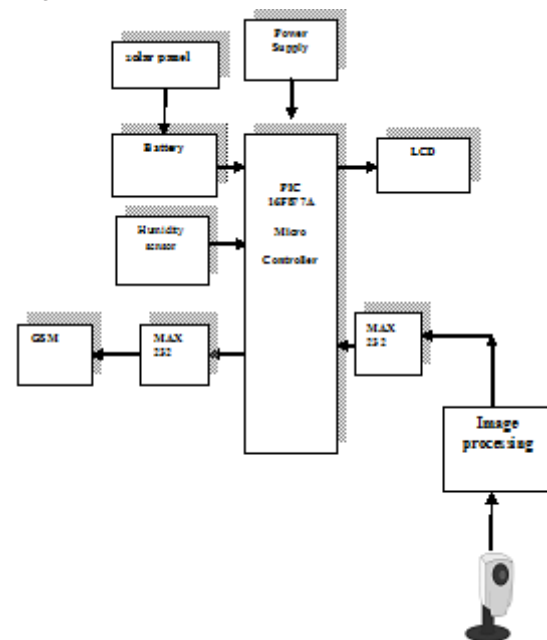 Power
Supply
solar panel
Battery
LCD
PIC
16F877A
Micro
Controller
Humidity
sensor
GSM
MAX
232
MAX
232
Image
processing